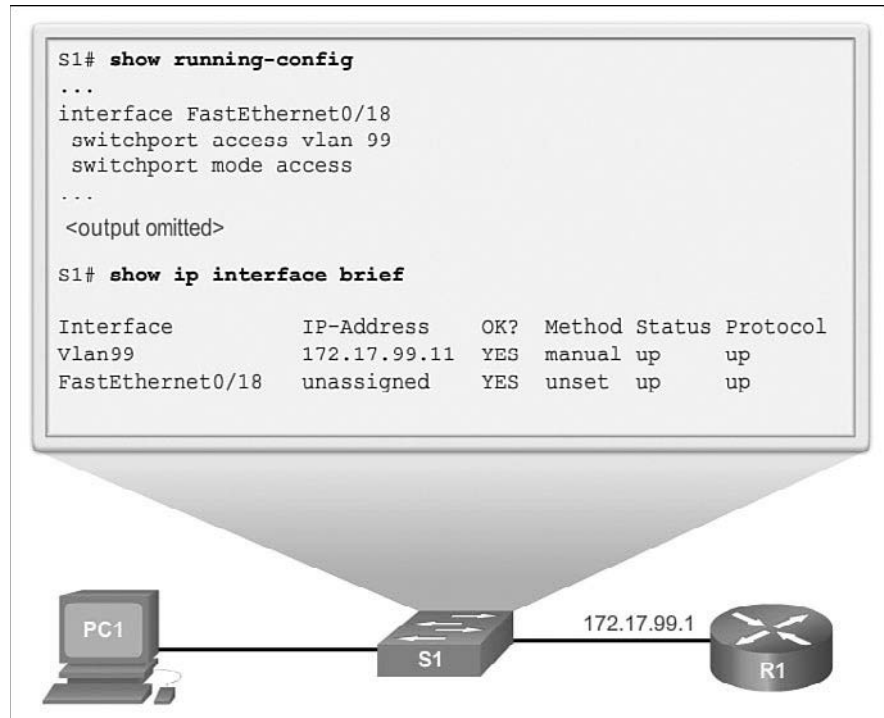 S1# show running-config
...
interface FastEthernet0/18
switchport access vlan 99
switchport mode access
...
<output omitted>
S1# show ip interface brief
Interface IP-Address OK? Method Status Protocol
Vlan99 172.17.99.11 YES manual up up
FastEthernet0/18 unassigned YES unset up up
172.17.99.1
PC1
S1
R1